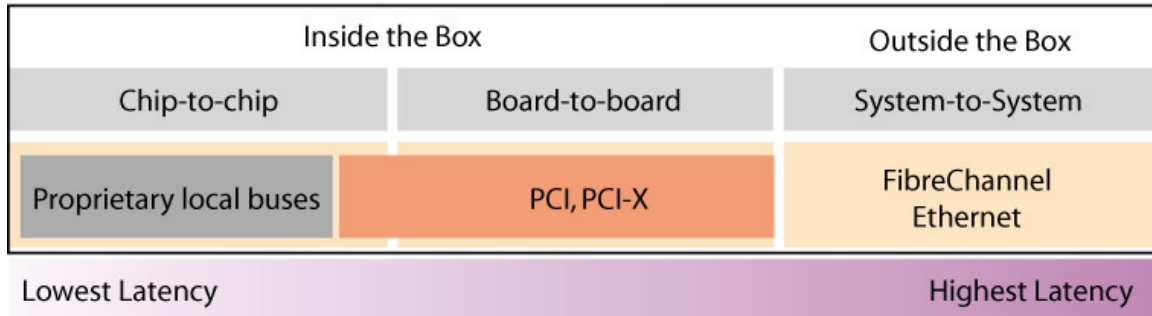 Inside the Box
Outside the Box
Chip-to-chip
Board-to-board
System-to-System
Proprietary local buses
PCI, PCI-X
FibreChannel
Ethernet
Lowest Latency
Highest Latency